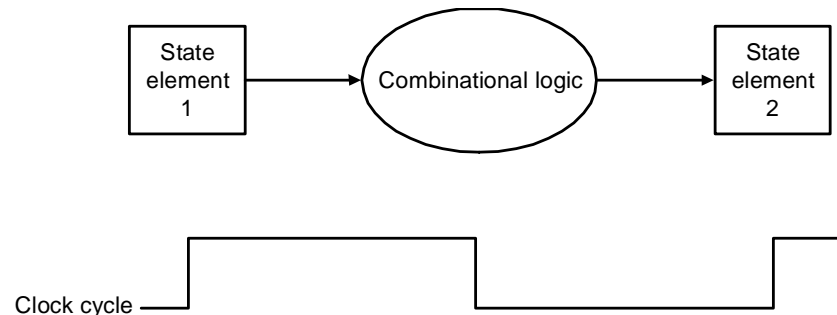 State
element
1
Combinational logic
State
element
2
Clock cycle